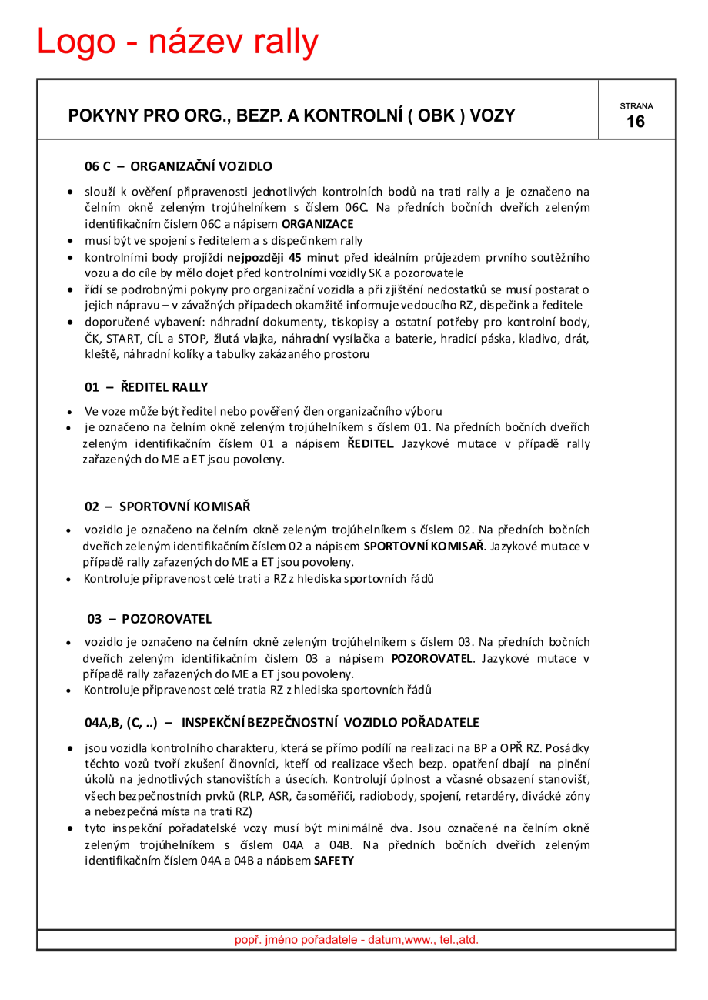 Logo - název rally
POKYNY PRO ORG., BEZP. A KONTROLNÍ ( OBK ) VOZY
STRANA
16
06 C – ORGANIZAČNÍ VOZIDLO
• slouží k ověření připravenosti jednotlivých kontrolních bodů na trati rally a je označeno na
čelním okně zeleným trojúhelníkem s číslem 06C. Na předních bočních dveřích zeleným
identifikačním číslem 06C a nápisem ORGANIZACE
• musí být ve spojení s ředitelem a s dispečinkem rally
• kontrolními body projíždí nejpozději 45 minut před ideálním průjezdem prvního soutěžního
vozu a do cíle by mělo dojet před kontrolními vozidly SK a pozorovatele
• řídí se podrobnými pokyny pro organizační vozidla a při zjištění nedostatků se musí postarat o
jejich nápravu – v závažných případech okamžitě informuje vedoucího RZ, dispečink a ředitele
• doporučené vybavení: náhradní dokumenty, tiskopisy a ostatní potřeby pro kontrolní body,
ČK, START, CÍL a STOP, žlutá vlajka, náhradní vysílačka a baterie, hradicí páska, kladivo, drát,
kleště, náhradní kolíky a tabulky zakázaného prostoru
01 – ŘEDITEL RALLY
• Ve voze může být ředitel nebo pověřený člen organizačního výboru
• je označeno na čelním okně zeleným trojúhelníkem s číslem 01. Na předních bočních dveřích
zeleným identifikačním číslem 01 a nápisem ŘEDITEL. Jazykové mutace v případě rally
zařazených do ME a ET jsou povoleny.
02 – SPORTOVNÍ KOMISAŘ
• vozidlo je označeno na čelním okně zeleným trojúhelníkem s číslem 02. Na předních bočních
dveřích zeleným identifikačním číslem 02 a nápisem SPORTOVNÍ KOMISAŘ. Jazykové mutace v
případě rally zařazených do ME a ET jsou povoleny.
• Kontroluje připravenost celé trati a RZ z hlediska sportovních řádů
03 – POZOROVATEL
• vozidlo je označeno na čelním okně zeleným trojúhelníkem s číslem 03. Na předních bočních
dveřích zeleným identifikačním číslem 03 a nápisem POZOROVATEL. Jazykové mutace v
případě rally zařazených do ME a ET jsou povoleny.
• Kontroluje připravenost celé tratia RZ z hlediska sportovních řádů
04A,B, (C, ..) – INSPEKČNÍ BEZPEČNOSTNÍ VOZIDLO POŘADATELE
• jsou vozidla kontrolního charakteru, která se přímo podílí na realizaci na BP a OPŘ RZ. Posádky
těchto vozů tvoří zkušení činovníci, kteří od realizace všech bezp. opatření dbají na plnění
úkolů na jednotlivých stanovištích a úsecích. Kontrolují úplnost a včasné obsazení stanovišť,
všech bezpečnostních prvků (RLP, ASR, časoměřiči, radiobody, spojení, retardéry, divácké zóny
a nebezpečná místa na trati RZ)
• tyto inspekční pořadatelské vozy musí být minimálně dva. Jsou označené na čelním okně
zeleným trojúhelníkem s číslem 04A a 04B. Na předních bočních dveřích zeleným
identifikačním číslem 04A a 04B a nápisem SAFETY
popř. jméno pořadatele - datum,www., tel.,atd.